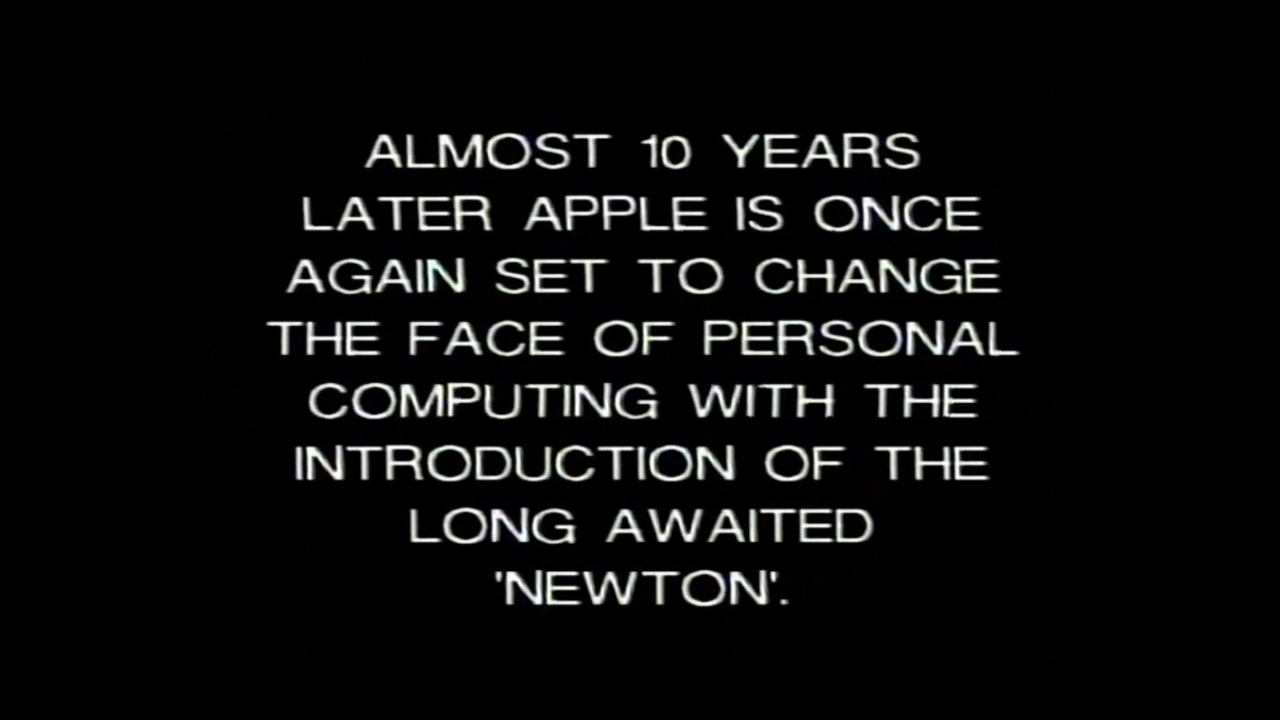 ALMOST 10 YEARS
LATER APPLE IS ONCE
AGAIN SET TO CHANGE
THE FACE OF PERSONAL
COMPUTING WITH THE
INTRODUCTION OF THE
LONG AWAITED
'NEWTON'.